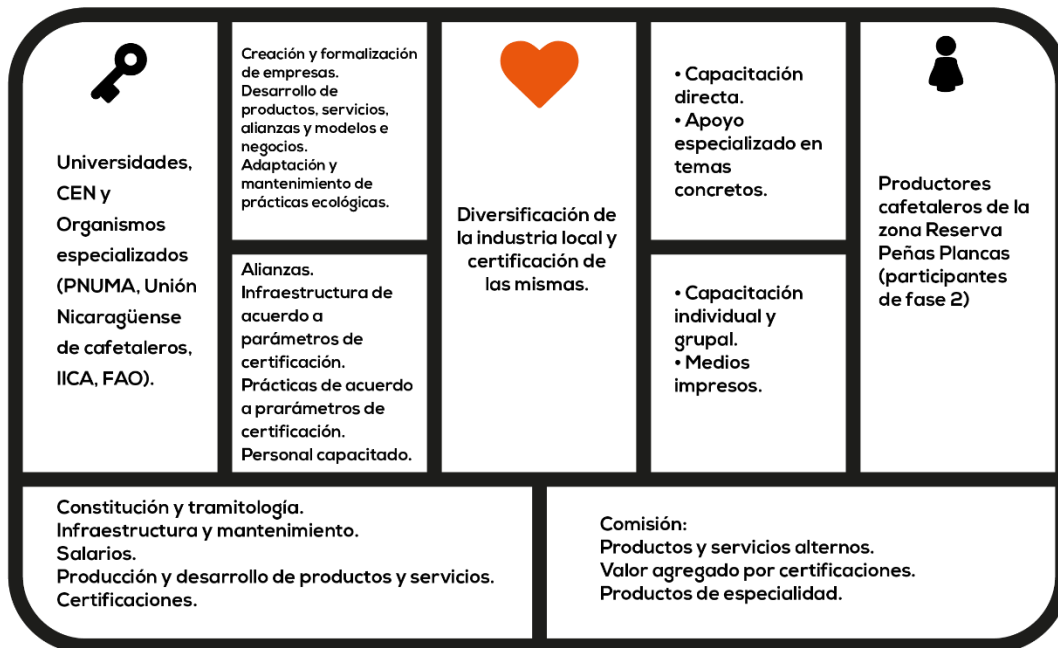 Universidades,
CEN y
Organismos
especializados
(PNUMA, Unión
Nicaragüense
de cafetaleros,
IICA, FAO).
Creación y formalización
de empresas.
Desarrollo de
productos, servicios,
alianzas y modelos e
negocios.
Adaptación y
mantenimiento de
prácticas ecológicas.
Alianzas.
Infraestructura de
acuerdo a
parámetros de
certificación.
Prácticas de acuerdo
a prarámetros de
certificación.
Personal capacitado.
Diversificación de
la industria local y
certificación de
las mismas.
• Capacitación
directa.
• Apoyo
especializado en
temas
concretos.
• Capacitación
individual y
grupal.
• Medios
impresos.
Productores
cafetaleros de la
zona Reserva
Peñas Plancas
(participantes
de fase 2)
Constitución y tramitología.
Infraestructura y mantenimiento.
Salarios.
Producción y desarrollo de productos y servicios.
Certificaciones.
Comisión:
Productos y servicios alternos.
Valor agregado por certificaciones.
Productos de especialidad.